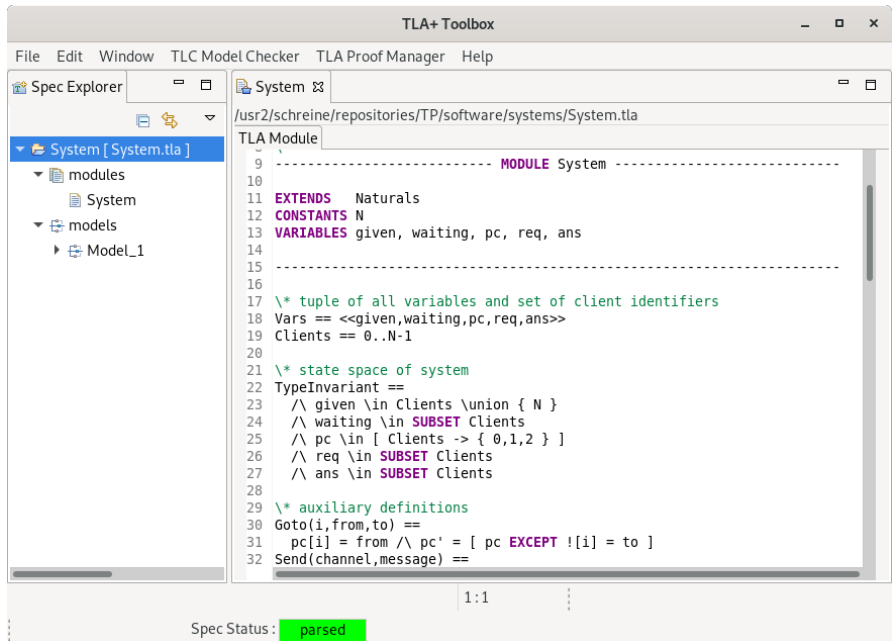 TLA+ Toolbox
File Edit Window TLC Model Checker TLA Proof Manager Help
Spec Explorer
System [ System.tla ]
modules
System
models
Model_1
System
/usr2/schreine/repositories/TP/software/systems/System.tla
TLA Module
9 --------------------------- MODULE System ----------------------------
10
11 EXTENDS   Naturals
12 CONSTANTS N
13 VARIABLES given, waiting, pc, req, ans
14
15 ----------------------------------------------------------------------
16
17 \* tuple of all variables and set of client identifiers
18 Vars == <<given,waiting,pc,req,ans>>
19 Clients == 0..N-1
20
21 \* state space of system
22 TypeInvariant ==
23   /\ given \in Clients \union { N }
24   /\ waiting \in SUBSET Clients
25   /\ pc \in [ Clients -> { 0,1,2 } ]
26   /\ req \in SUBSET Clients
27   /\ ans \in SUBSET Clients
28
29 \* auxiliary definitions
30 Goto(i,from,to) ==
31   pc[i] = from /\ pc' = [ pc EXCEPT ![i] = to ]
32 Send(channel,message) ==
1:1
Spec Status : parsed